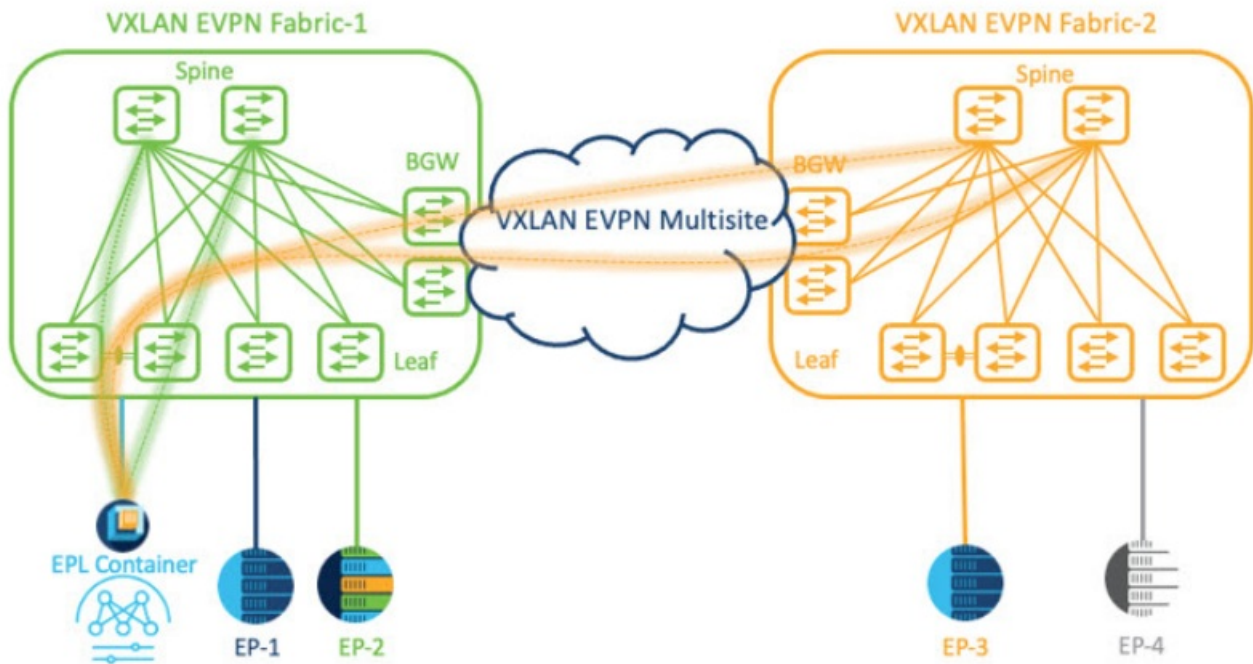 VXLAN EVPN Fabric-1
VXLAN EVPN Fabric-2
Spine
Spine
BGW
BGW
VXLAN EVPN Multisite
Leaf
Leaf
EPL Container
EP-1
EP-2
EP-3
EP-4